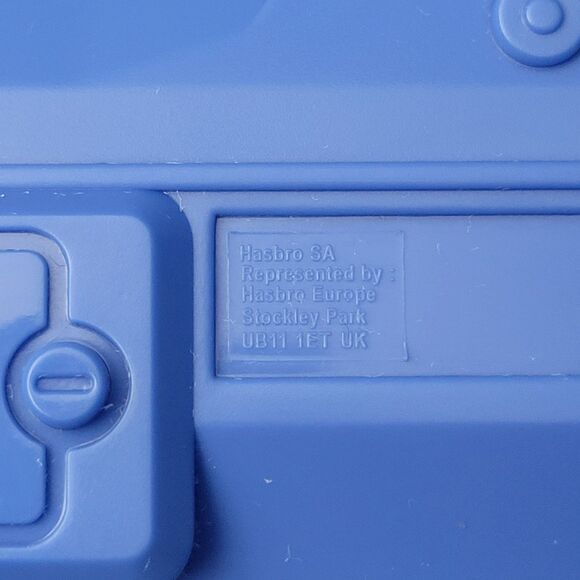 Hasbro SA
Represented by :
Hasbro Europe
Stockley Park
UB11 1ET UK